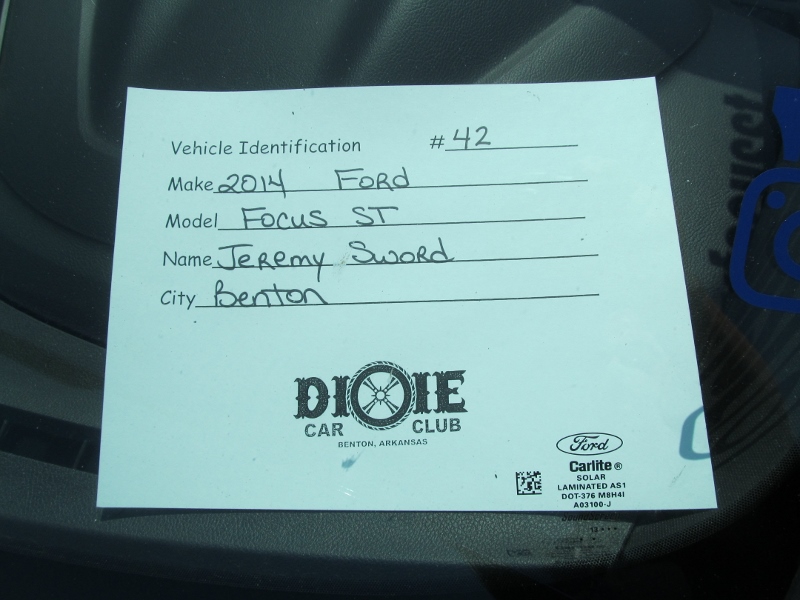 Vehicle Identification # 42
Make 2014 Ford
Model Focus ST
Name Jeremy Sword
City Benton
DIXIE
CAR CLUB
BENTON, ARKANSAS
Ford
Carlite®
SOLAR
LAMINATED AS1
DOT-376 M8H4I
A03100-J